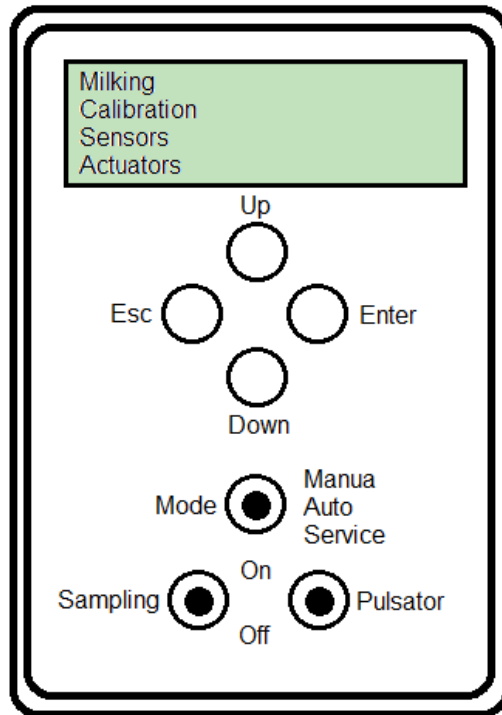 Milking
Calibration
Sensors
Actuators
Up
Esc
Enter
Down
Mode
Manua
Auto
Service
On
Sampling
Pulsator
Off